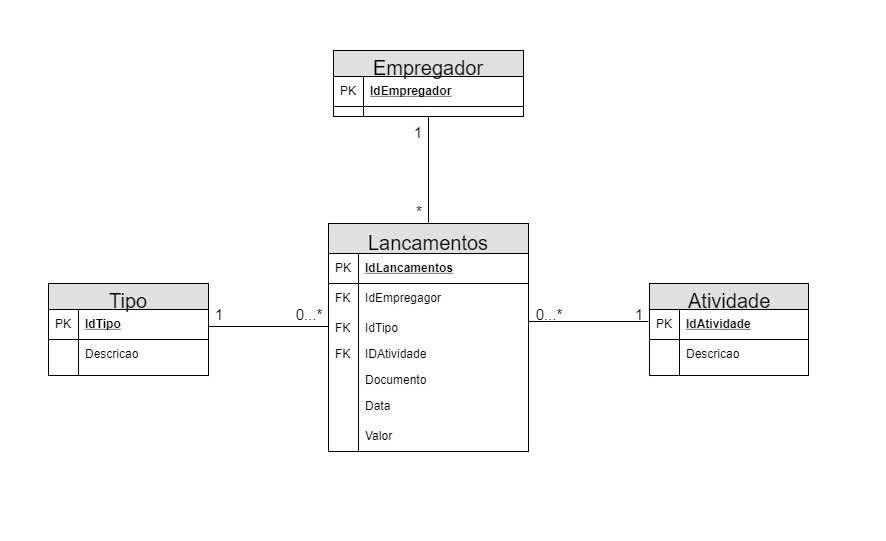 Empregador
PK IdEmpregador
1
*
Lancamentos
PK IdLancamentos
FK IdEmpregagor
FK IdTipo
FK IDAtividade
Documento
Data
Valor
Tipo
PK IdTipo
Descricao
1 0...*
Atividade
PK IdAtividade
Descricao
0...* 1